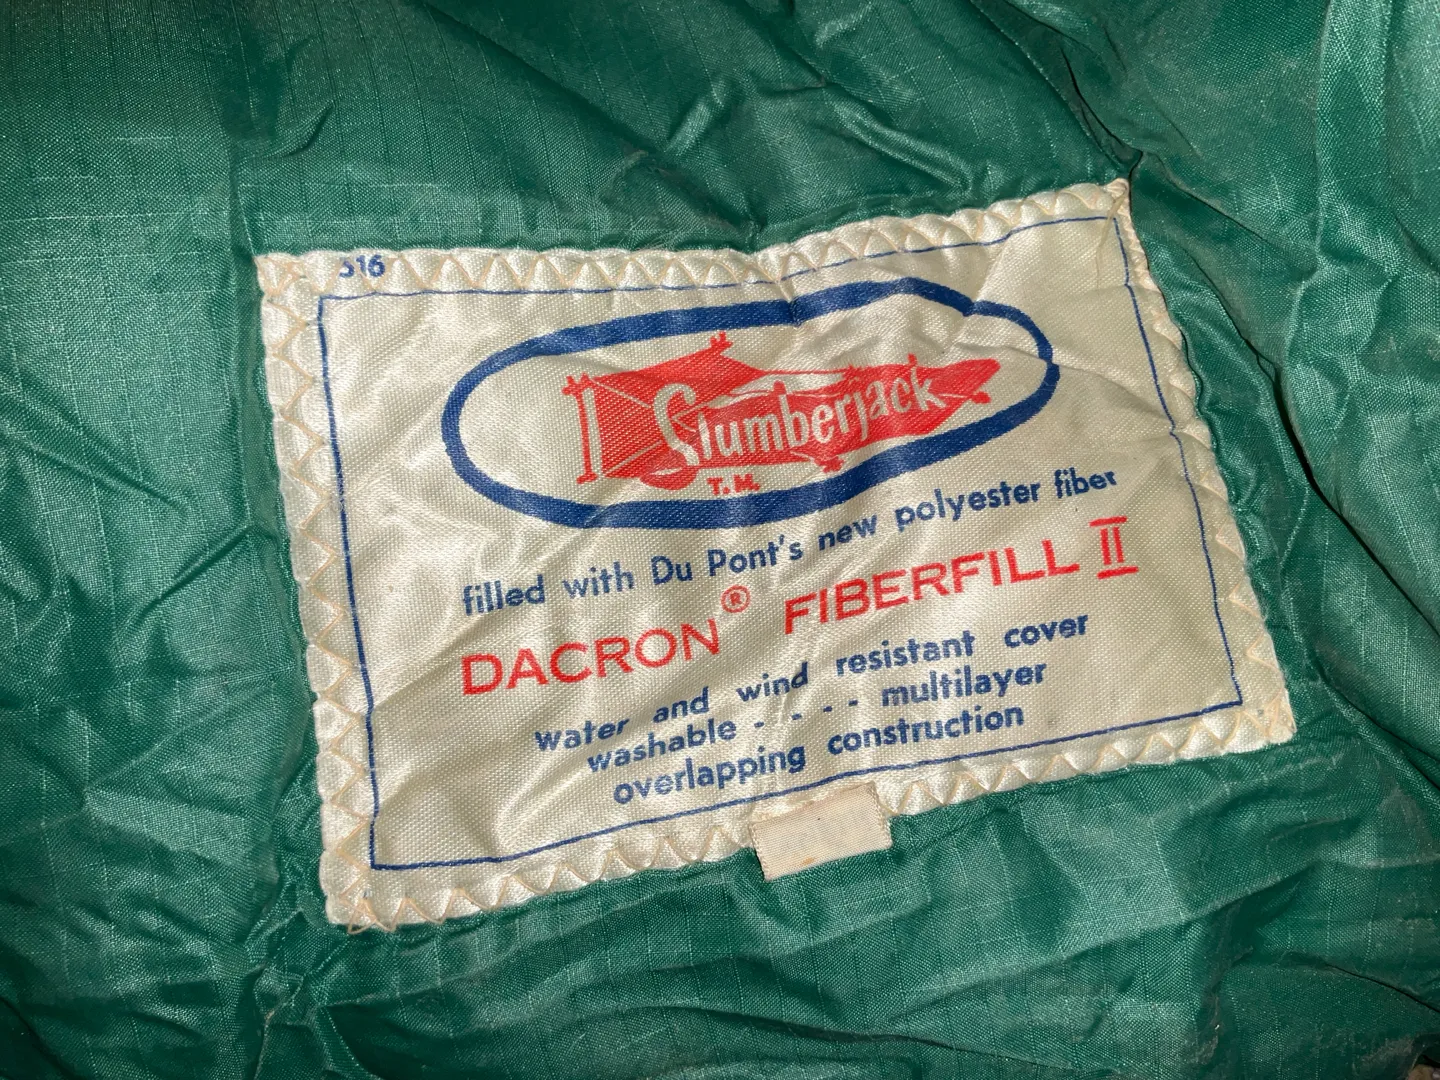 516
Slumberjack
T.M.
filled with Du Pont's new polyester fiber
DACRON® FIBERFILL II
water and wind resistant cover
washable - - - - multilayer
overlapping construction